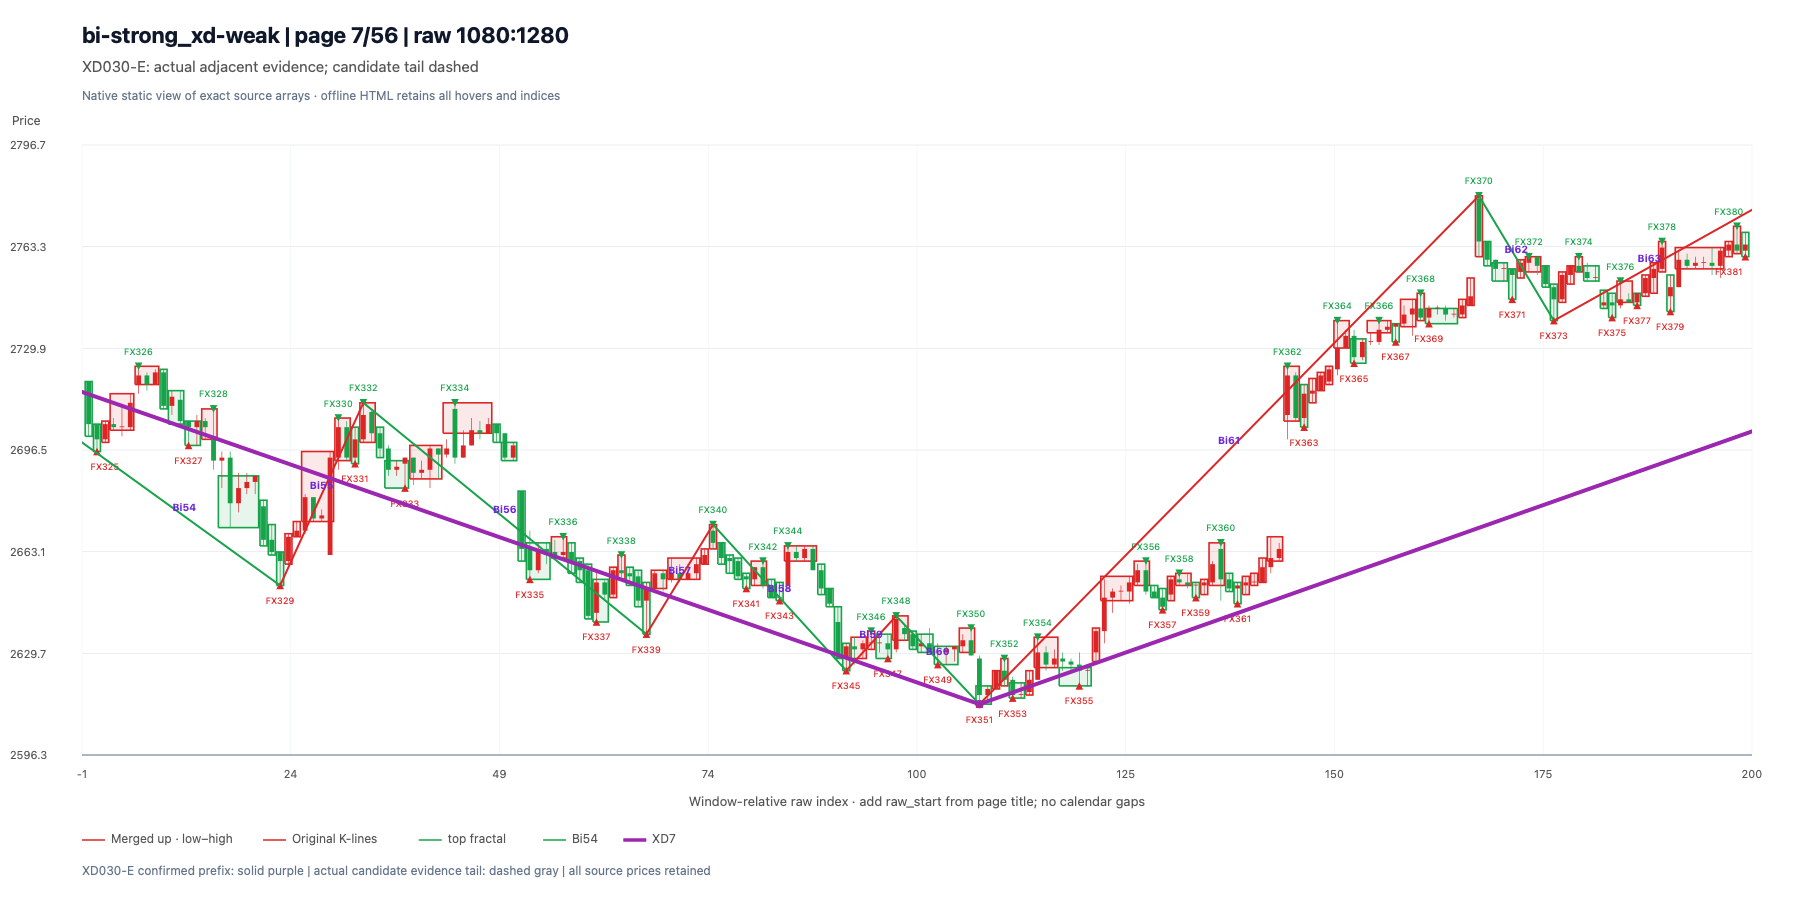 bi-strong_xd-weak | page 7/56 | raw 1080:1280
XD030-E: actual adjacent evidence; candidate tail dashed
Native static view of exact source arrays · offline HTML retains all hovers and indices
Price
2796.7
2763.3
2729.9
2696.5
2663.1
2629.7
2596.3
FX370
FX380
FX378
FX372
FX374
Bi62
Bi63
FX381
FX376
FX368
FX364
FX366
FX371
FX377
FX379
FX373
FX375
FX369
FX367
FX365
FX362
FX363
Bi61
FX326
FX328
FX332
FX334
FX330
FX325
FX327
FX331
FX333
Bi54
Bi55
Bi56
FX329
FX336
FX338
FX340
FX342
FX344
FX335
Bi57
Bi58
FX341
FX343
FX337
FX339
FX346
FX348
FX350
Bi59
Bi60
FX345
FX347
FX349
FX352
FX354
FX351
FX353
FX355
FX356
FX358
FX360
FX357
FX359
FX361
-1 24 49 74 100 125 150 175 200
Window-relative raw index · add raw_start from page title; no calendar gaps
Merged up · low–high Original K-lines top fractal Bi54 XD7
XD030-E confirmed prefix: solid purple | actual candidate evidence tail: dashed gray | all source prices retained